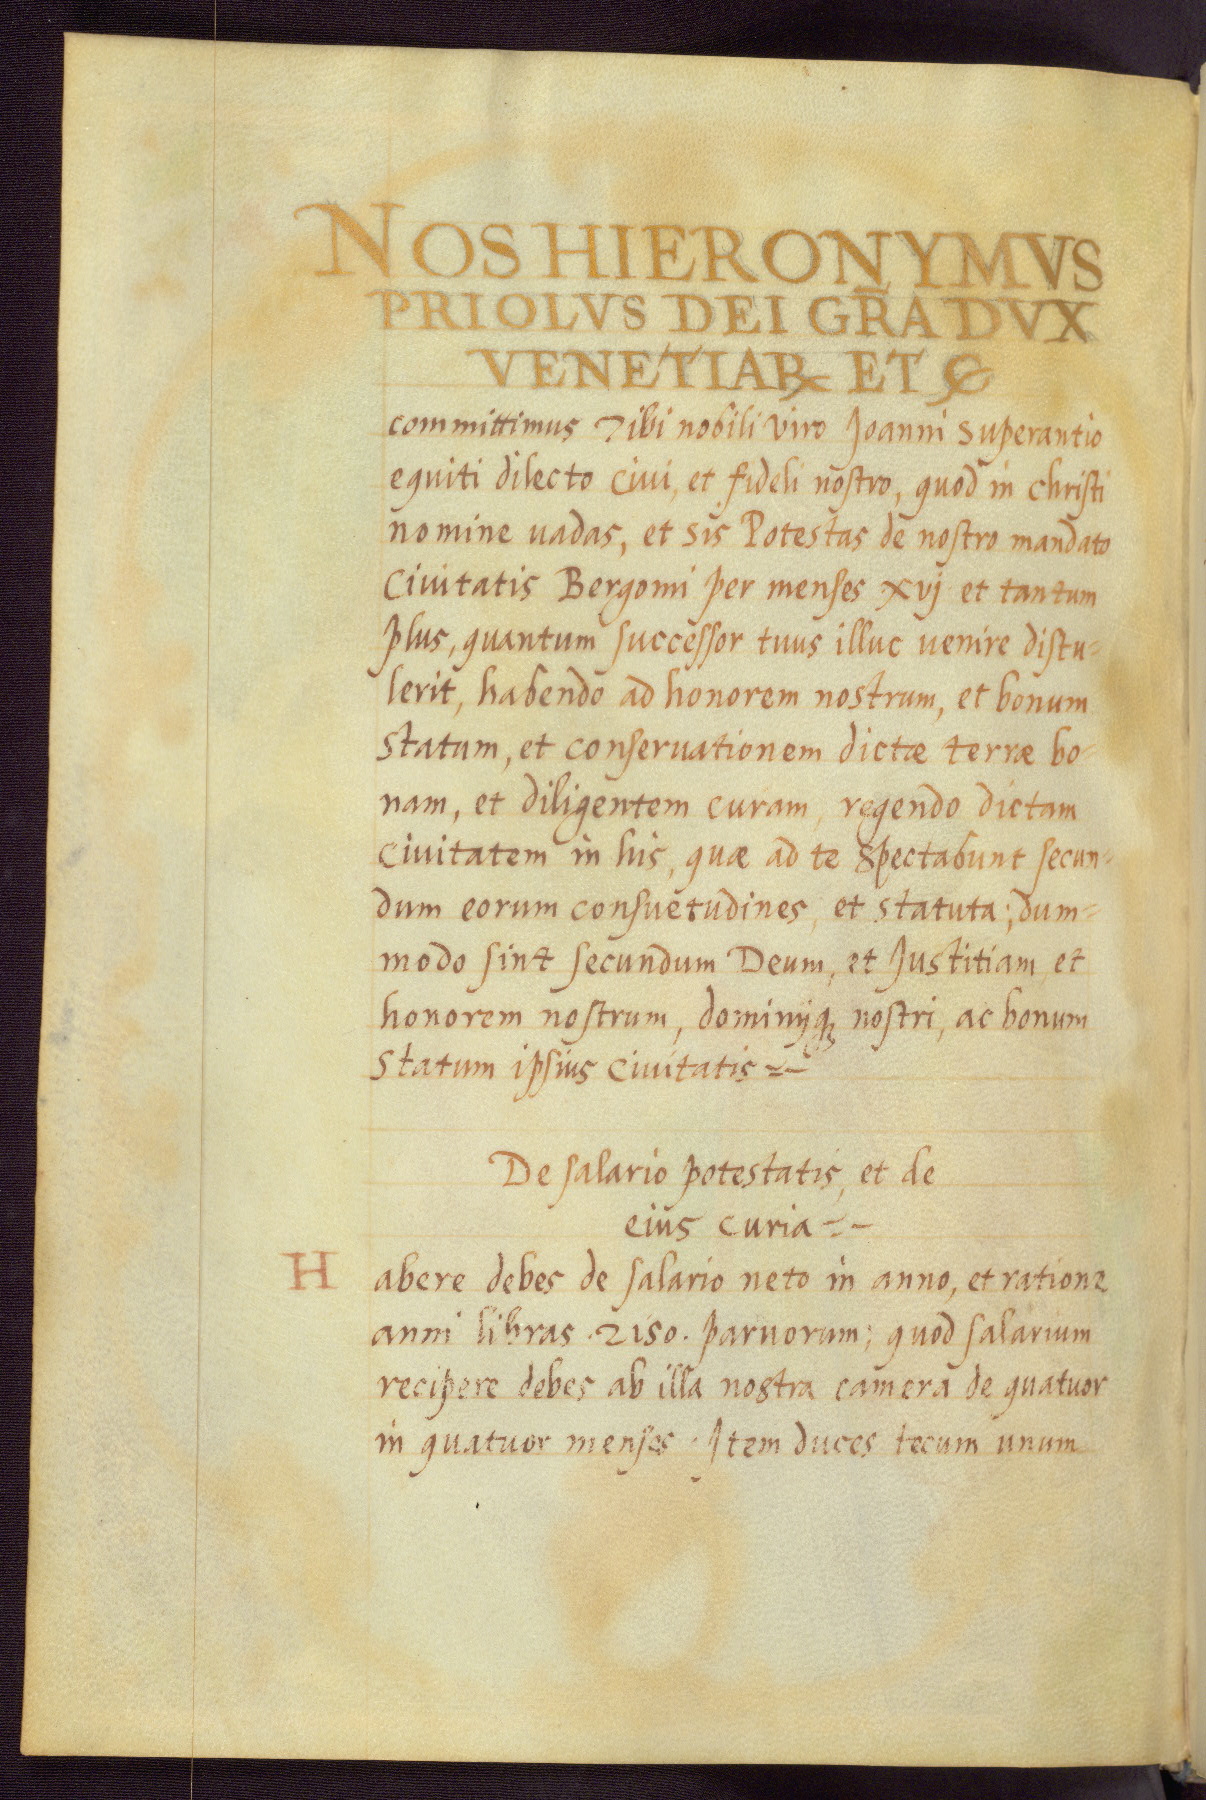 NOS HIERONYMVS
PRIOLVS DEI GRA DVX
VENETIAR ET &
committimus Tibi nobili viro Joanni Superantio
equiti dilecto Ciui, et fideli nostro, quod in christi
nomine uadas, et sis Potestas de nostro mandato
Ciuitatis Bergomi per menses xvj et tantum
plus, quantum successor tuus illuc uenire distu=
lerit, habendo ad honorem nostrum, et bonum
statum, et conseruationem dictæ terræ bo=
nam, et diligentem curam, regendo dictam
Ciuitatem in his, quæ ad te spectabunt secun=
dum eorum consuetudines, et statuta; dum=
modo sint secundum Deum, et Justitiam et
honorem nostrum, dominijq; nostri, ac bonum
statum ipsius Ciuitatis =-
De salario potestatis, et de
eius curia =-
Habere debes de salario neto in anno, et ratione
anni libras .2150. paruorum; quod salarium
recipere debes ab illa nostra camera de quatuor
in quatuor menses. Item duces tecum unum